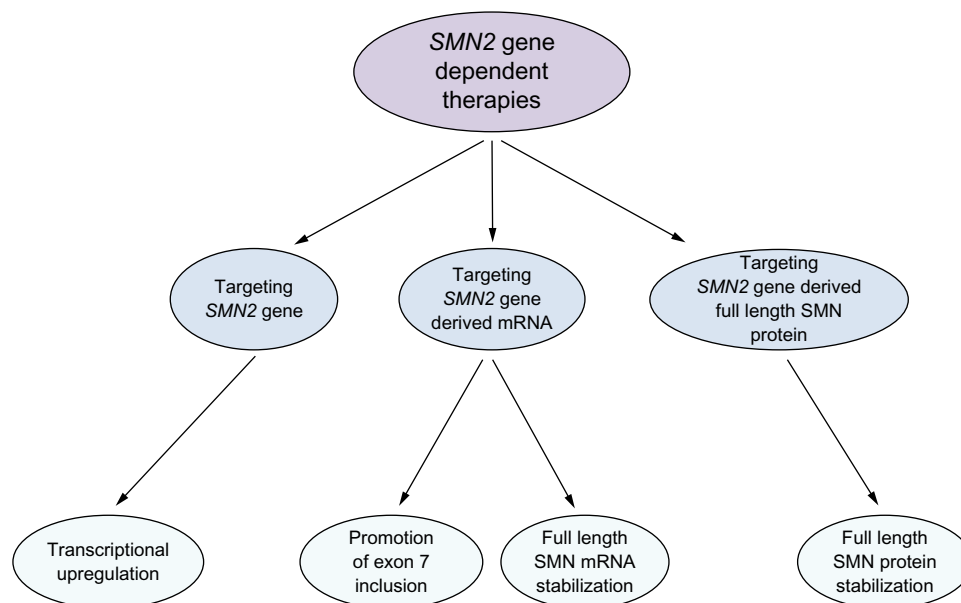 SMN2 gene
dependent
therapies
Targeting
SMN2 gene
Targeting
SMN2 gene
derived mRNA
Targeting
SMN2 gene derived
full length SMN
protein
Transcriptional
upregulation
Promotion
of exon 7
inclusion
Full length
SMN mRNA
stabilization
Full length
SMN protein
stabilization